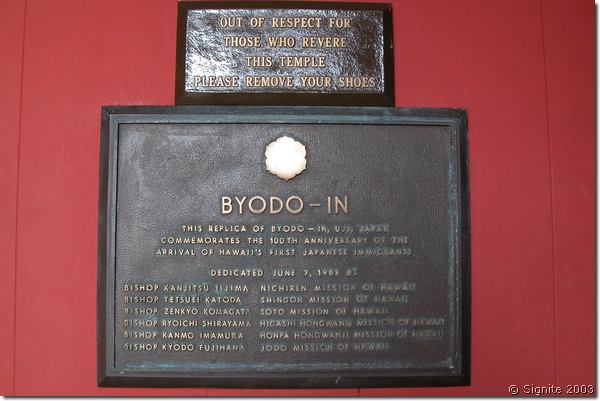 OUT OF RESPECT FOR
THOSE WHO REVERE
THIS TEMPLE
PLEASE REMOVE YOUR SHOES
BYODO-IN
THIS REPLICA OF BYODO-IN, UJI, JAPAN
COMMEMORATES THE 100TH ANNIVERSARY OF THE
ARRIVAL OF HAWAII'S FIRST JAPANESE IMMIGRANTS
DEDICATED JUNE 7, 1968 BY
BISHOP KANJITSU IIJIMA - NICHIREN MISSION OF HAWAII
BISHOP TETSUEI KATODA - SHINGON MISSION OF HAWAII
BISHOP ZENKYO KOMAGATA - SOTO MISSION OF HAWAII
BISHOP RYOICHI SHIRAYAMA - HIGASHI HONGWANJI MISSION OF HAWAII
BISHOP KANMO IMAMURA - HONPA HONGWANJI MISSION OF HAWAII
BISHOP KYODO FUJIHANA - JODO MISSION OF HAWAII
© Signite 2003